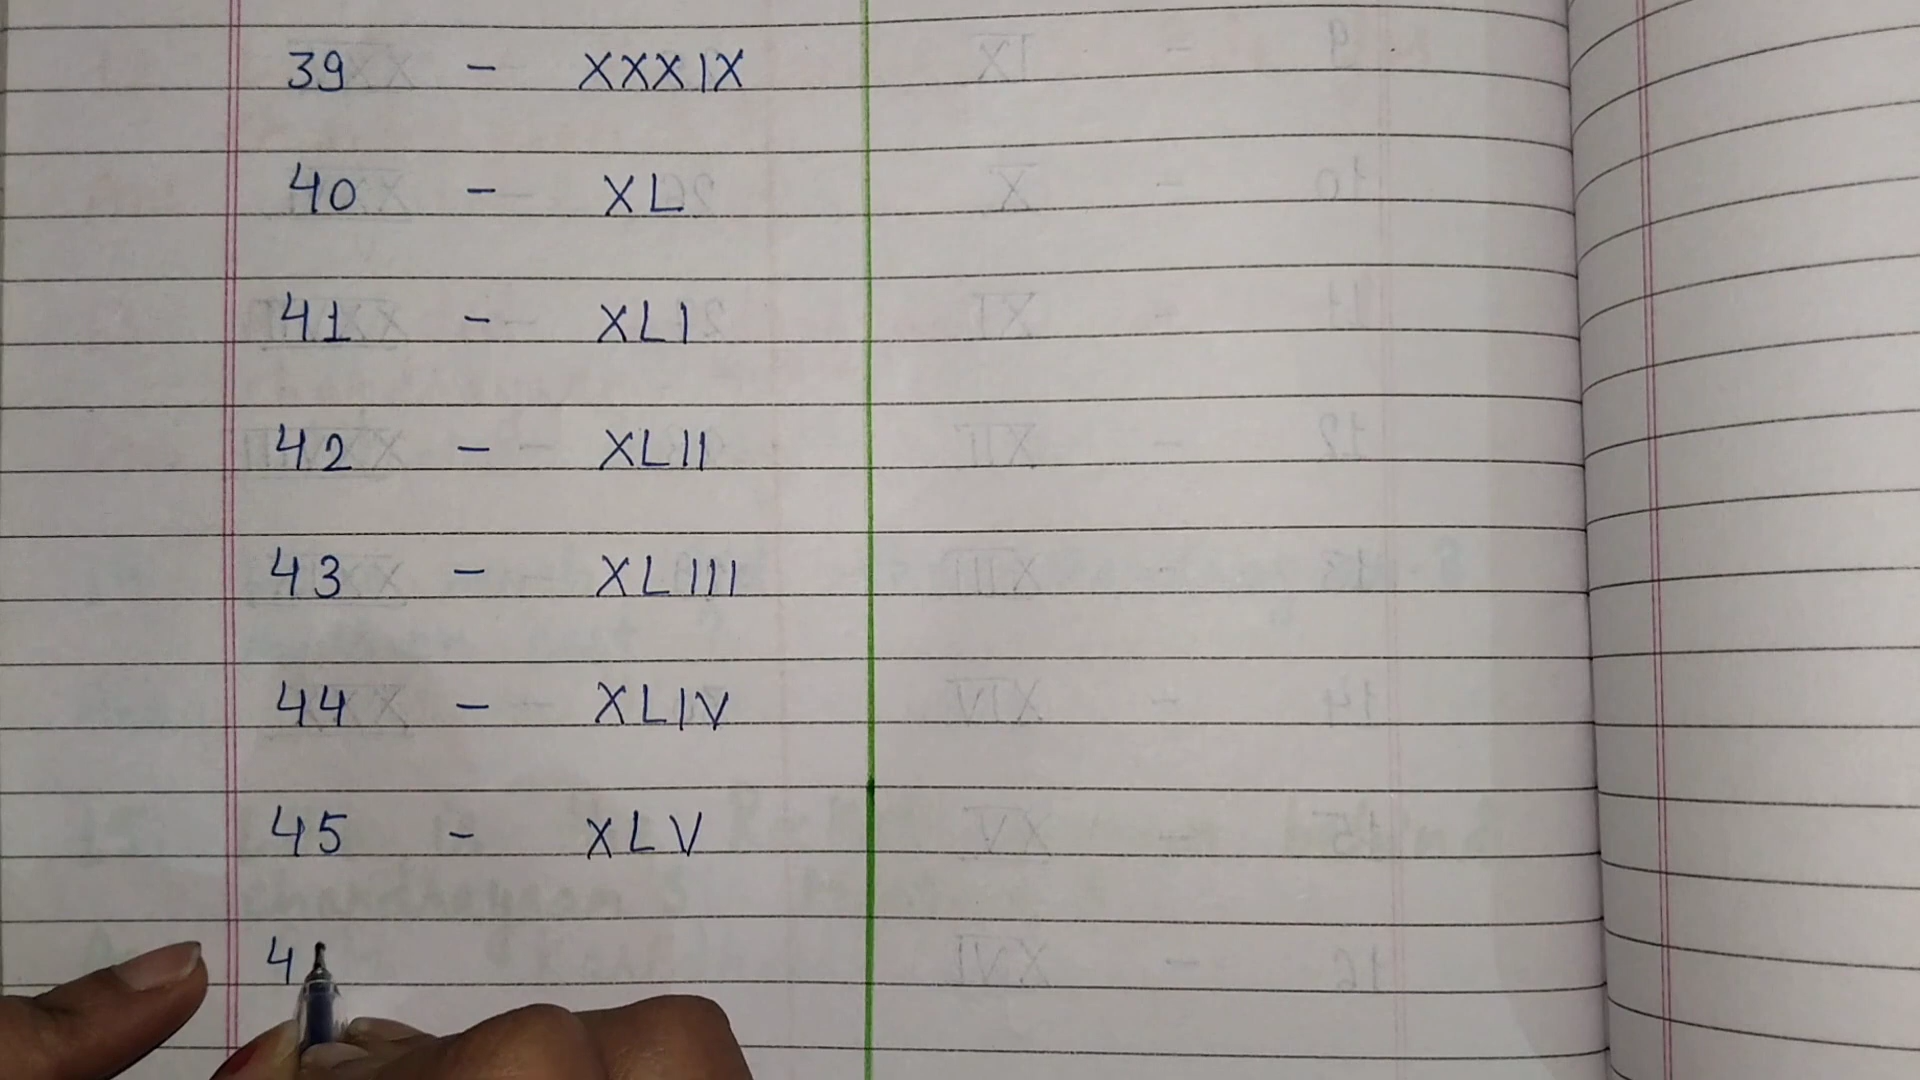 39 - XXXIX
40 - XL
41 - XLI
42 - XLII
43 - XLIII
44 - XLIV
45 - XLV
4